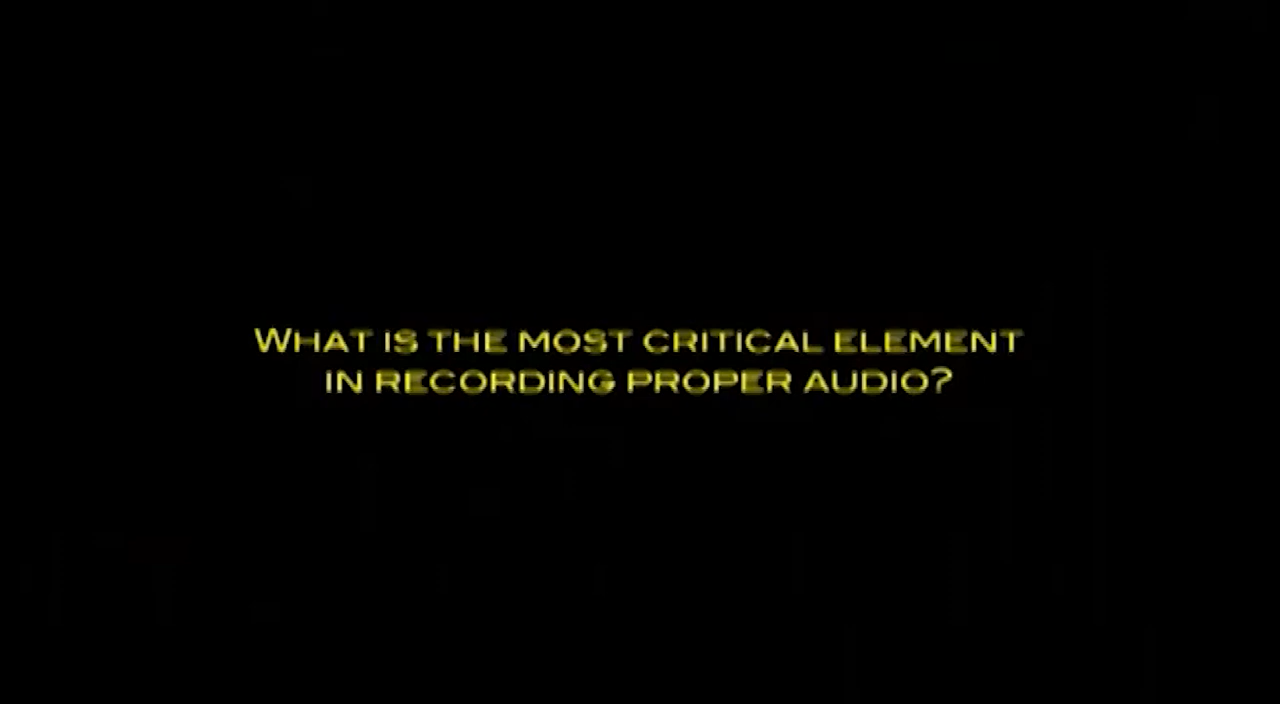 WHAT IS THE MOST CRITICAL ELEMENT
IN RECORDING PROPER AUDIO?